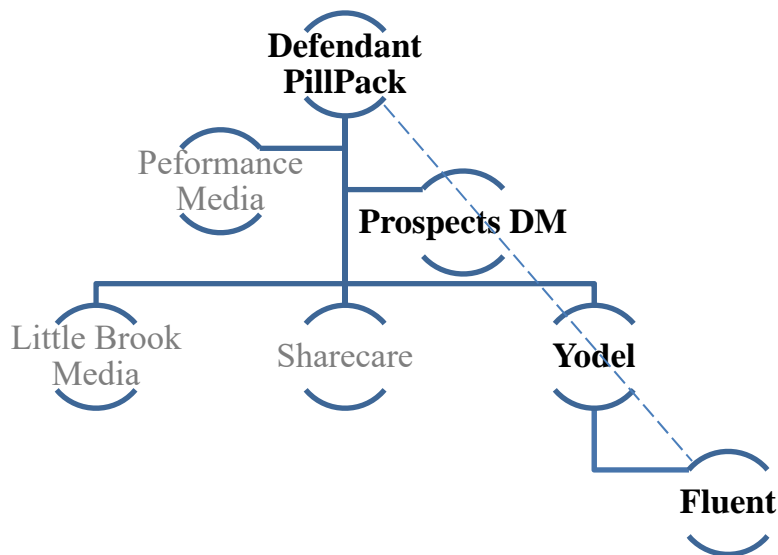 Defendant
PillPack
Peformance
Media
Prospects DM
Little Brook
Media
Sharecare
Yodel
Fluent